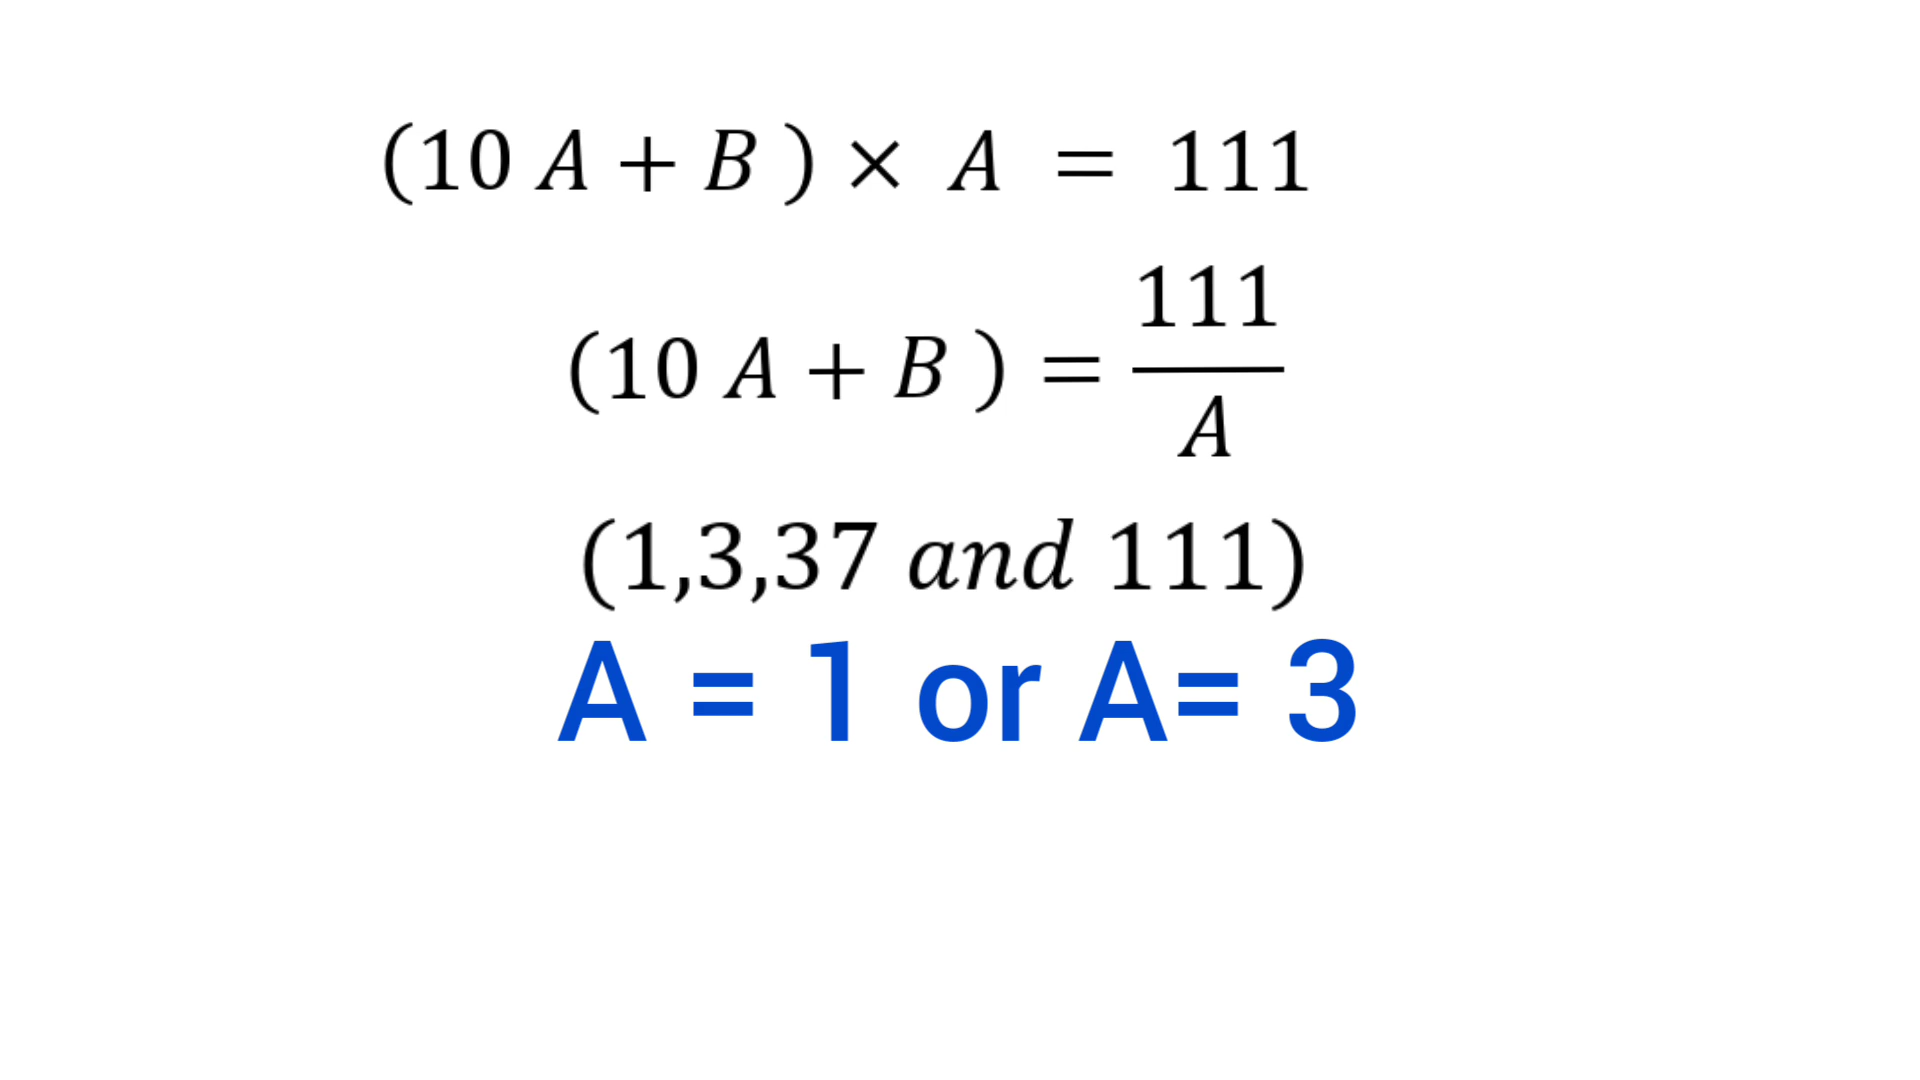 (10 A + B ) × A = 111
(10 A + B ) = 111/A
(1,3,37 and 111)
A = 1 or A= 3